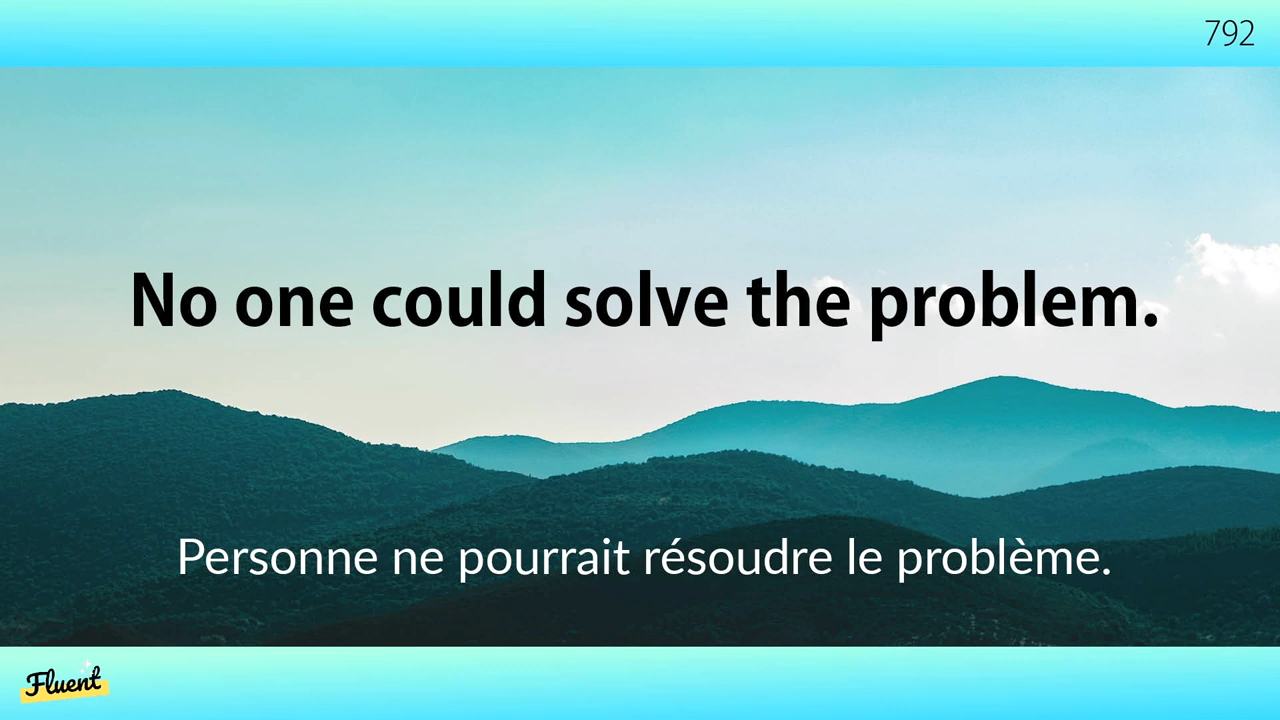 792
No one could solve the problem.
Personne ne pourrait résoudre le problème.
Fluent